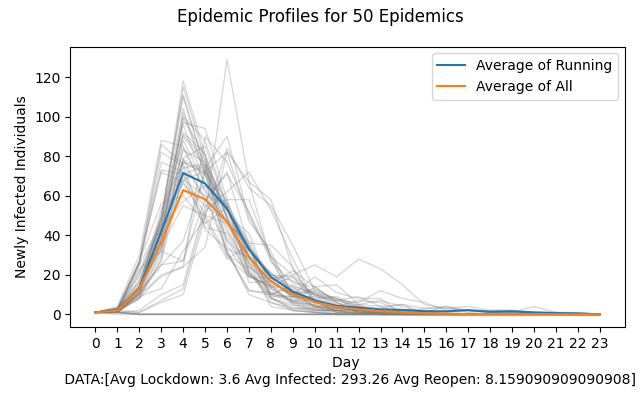 Epidemic Profiles for 50 Epidemics
Average of Running
Average of All
Newly Infected Individuals
120
100
80
60
40
20
0
0 1 2 3 4 5 6 7 8 9 10 11 12 13 14 15 16 17 18 19 20 21 22 23
Day
DATA:[Avg Lockdown: 3.6 Avg Infected: 293.26 Avg Reopen: 8.159090909090908]